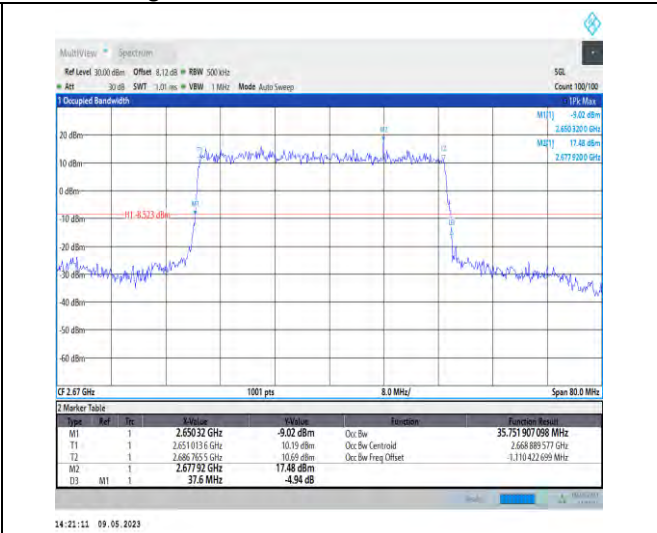 MultiView Spectrum
Ref Level 30.00 dBm Offset 8.12 dB RBW 500 kHz SGL
Att 30 dB SWT 1.01 ms VBW 1 MHz Mode Auto Sweep Count 100/100
1 Occupied Bandwidth 1Pk Max
M1[1] -9.02 dBm
2.650 3200 GHz
M2[1] 17.48 dBm
2.677 9200 GHz
20 dBm
M2
T1
T2
10 dBm
0 dBm
M1
H1 -8.523 dBm
-10 dBm
D3
-20 dBm
-30 dBm
-40 dBm
-50 dBm
-60 dBm
CF 2.67 GHz 1001 pts 8.0 MHz/ Span 80.0 MHz
2 Marker Table
Type Ref Trc X-Value Y-Value Function Function Result
M1 1 2.65032 GHz -9.02 dBm Occ Bw 35.751 907 098 MHz
T1 1 2.651 013 6 GHz 10.19 dBm Occ Bw Centroid 2.668 889 577 GHz
T2 1 2.686 765 5 GHz 10.69 dBm Occ Bw Freq Offset -1.110 422 699 MHz
M2 1 2.677 92 GHz 17.48 dBm
D3 M1 1 37.6 MHz -4.94 dB
14:21:11 09.05.2023